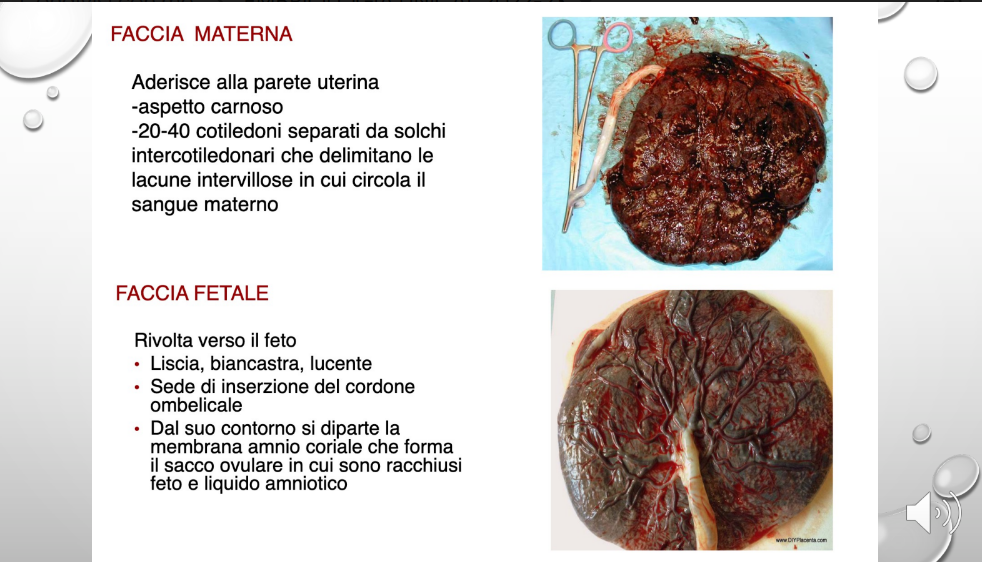 FACCIA MATERNA
Aderisce alla parete uterina
-aspetto carnoso
-20-40 cotiledoni separati da solchi
intercotiledonari che delimitano le
lacune intervillose in cui circola il
sangue materno
FACCIA FETALE
Rivolta verso il feto
• Liscia, biancastra, lucente
• Sede di inserzione del cordone
ombelicale
• Dal suo contorno si diparte la
membrana amnio coriale che forma
il sacco ovulare in cui sono racchiusi
feto e liquido amniotico
www.DIYPlacenta.com